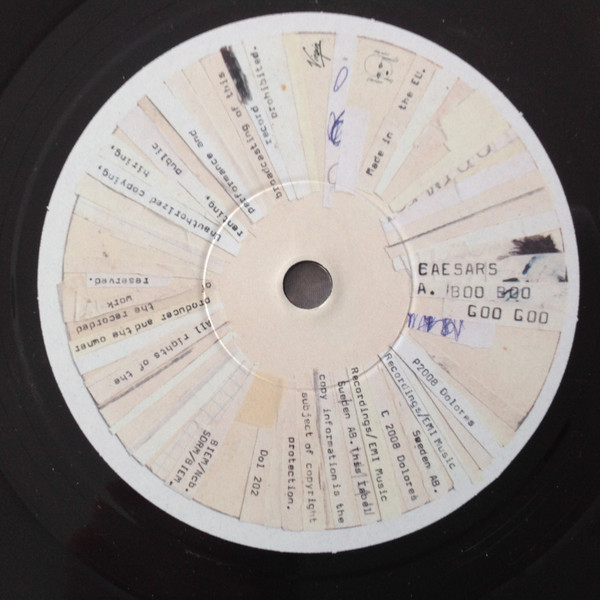 CAESARS
A. BOO BOO
GOO GOO
P2008 Dolores
Recordings/EMI Music
Sweden AB.
C 2008 Dolores
Recordings/EMI Music
Sweden AB. This label
copy information is the
subject of copyright
protection.
Dol 202
BIEM/Ncb.
SDRM/BIEM.
All rights of the
producer and the owner
of the recorded
work
reserved.
Unauthorized copying,
hiring,
renting,
public
performance and
broadcasting of this
record
prohibited.
Made in the EU.